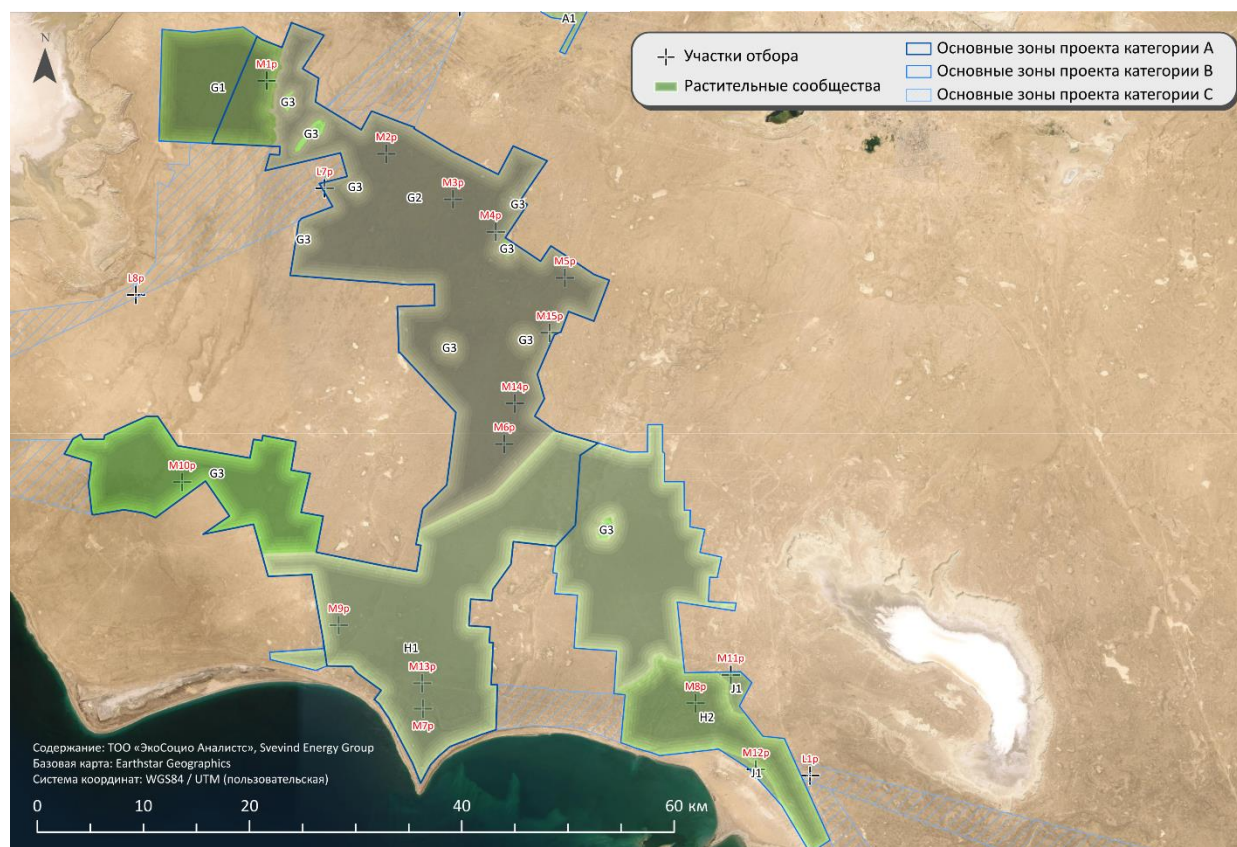 N
A1
Участки отбора
Растительные сообщества
Основные зоны проекта категории A
Основные зоны проекта категории B
Основные зоны проекта категории C
M1p
G1
G3
G3
M2p
L7p
G3
G2
M3p
G3
M4p
G3
G3
M5p
L8p
M15p
G3
G3
M14p
M6p
M10p
G3
G3
M9p
H1
M13p
M7p
M11p
J1
M8p
H2
M12p
J1
L1p
Содержание: ТОО «ЭкоСоцио Аналистс», Svevind Energy Group
Базовая карта: Earthstar Geographics
Система координат: WGS84 / UTM (пользовательская)
0 10 20 40 60 км